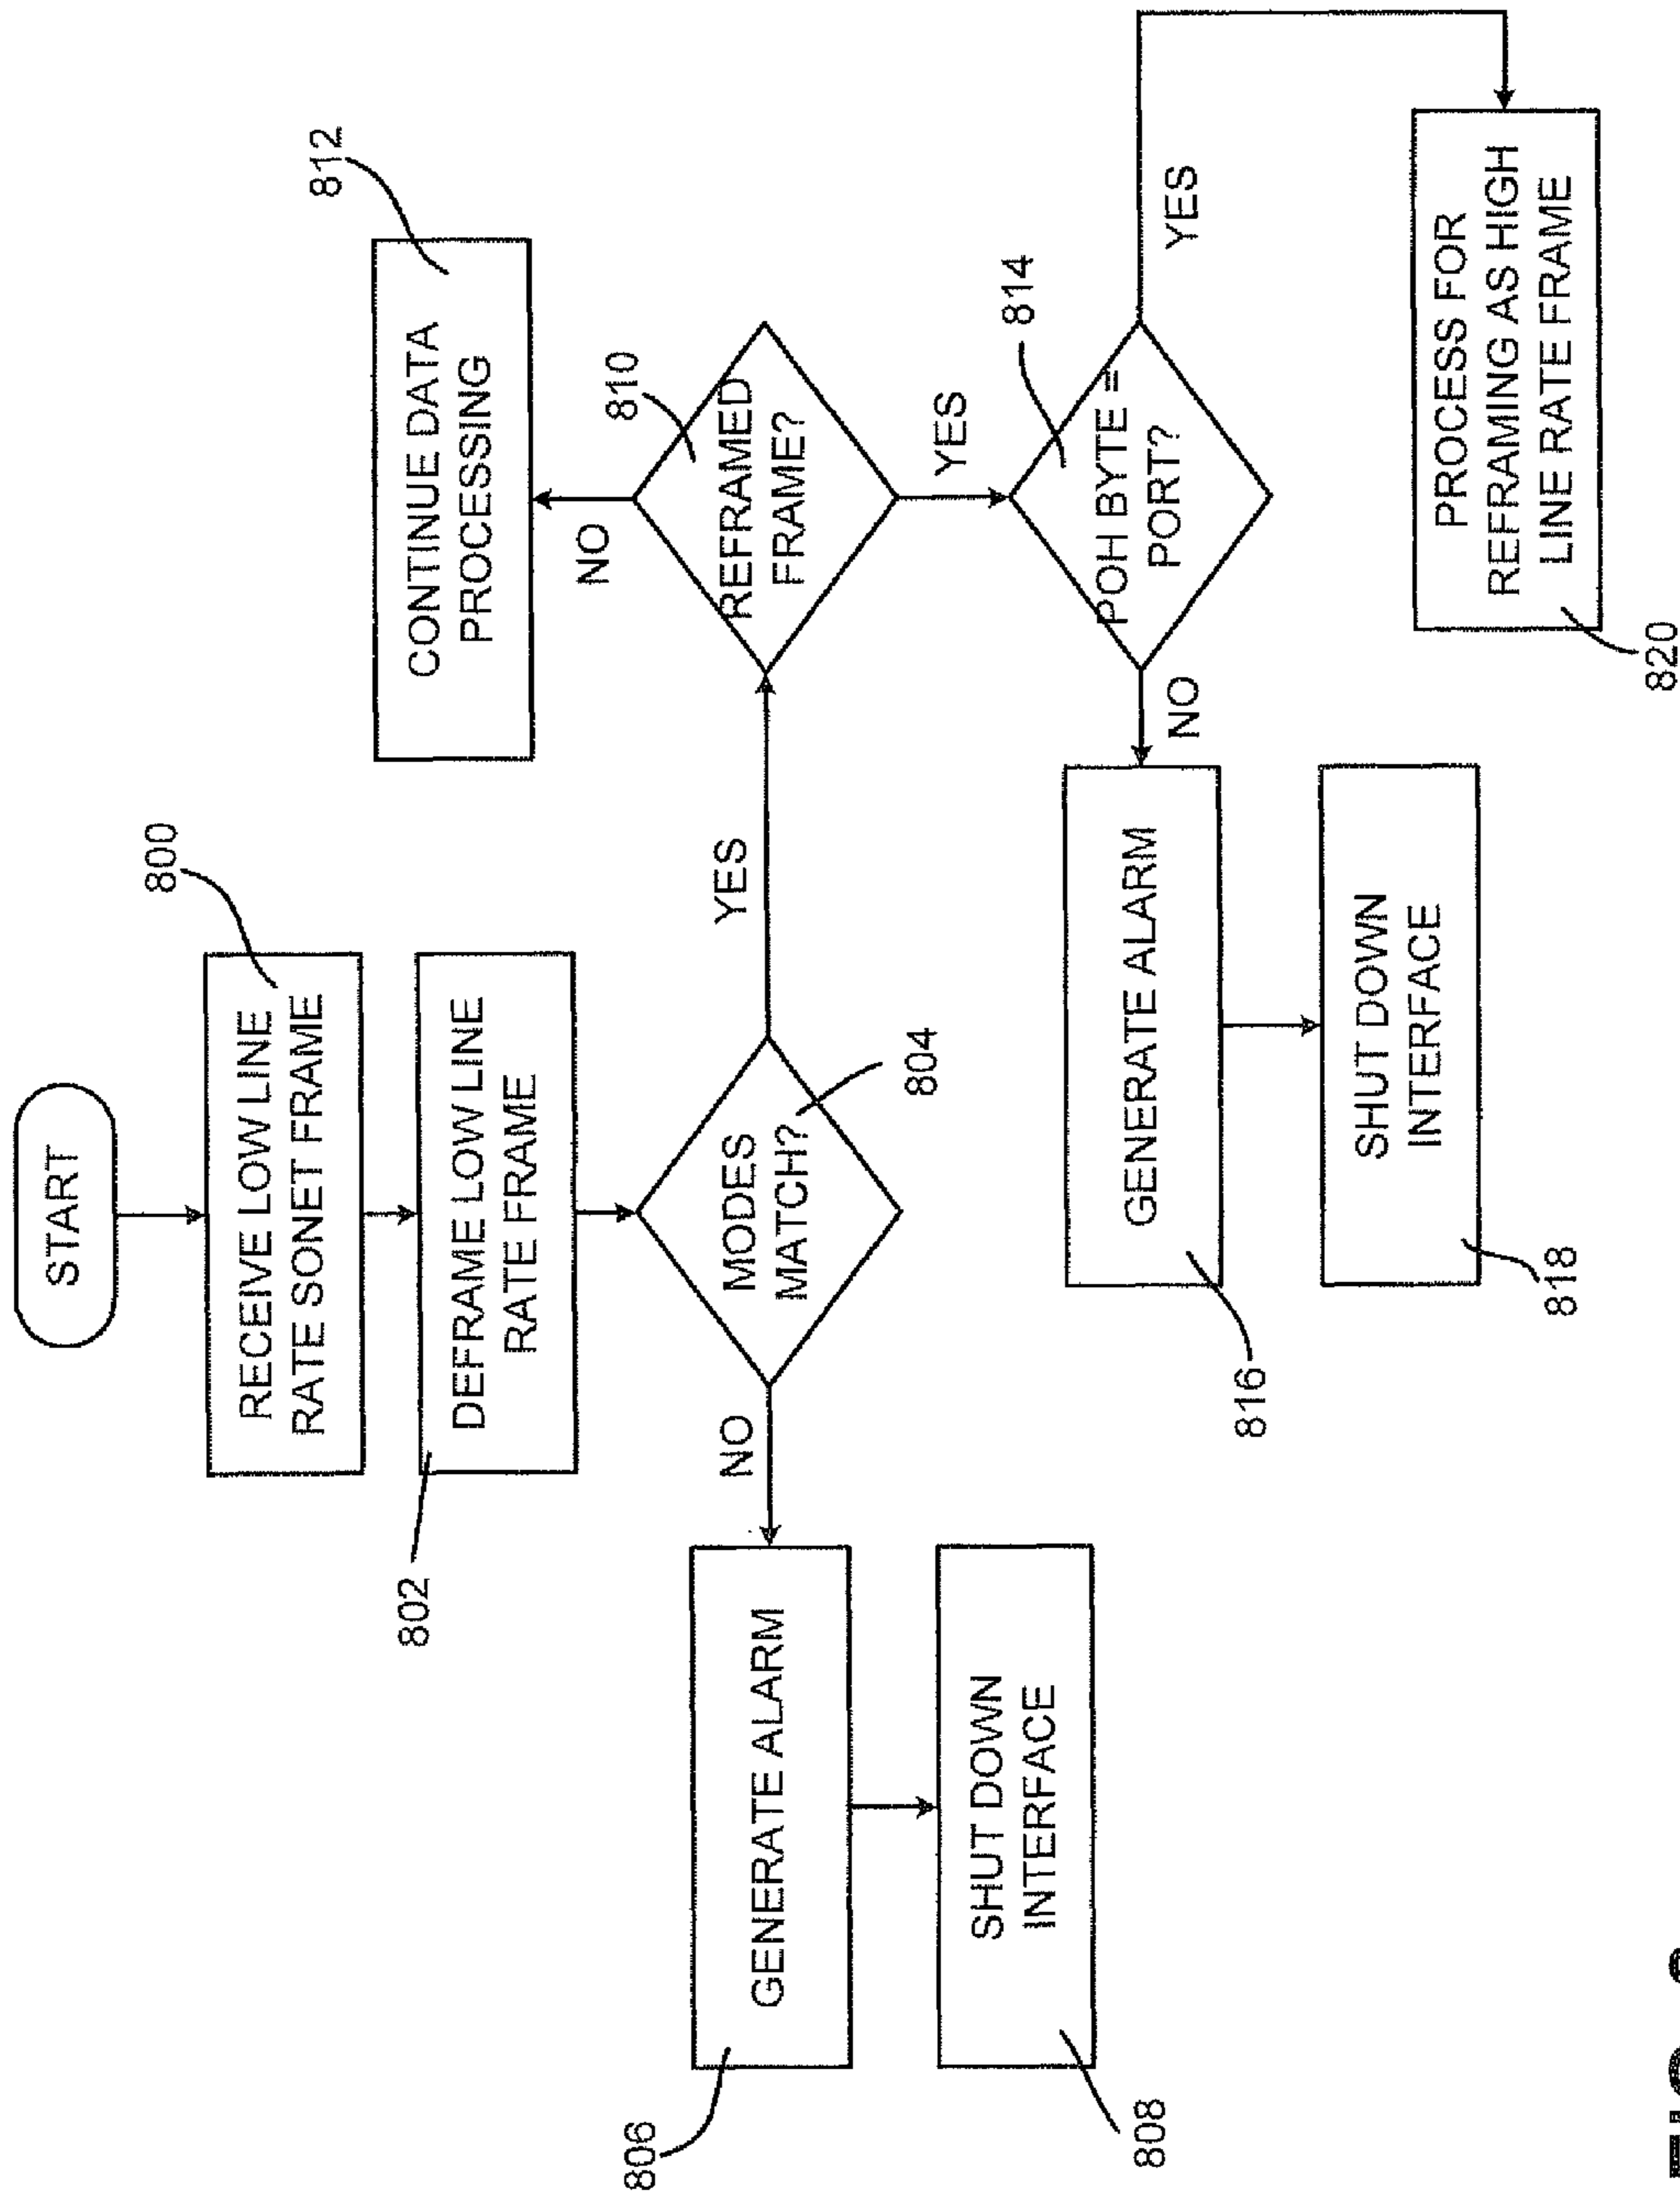 START
800
RECEIVE LOW LINE
RATE SONET FRAME
802
DEFRAME LOW LINE
RATE FRAME
MODES
MATCH?
804
NO
YES
806
GENERATE ALARM
808
SHUT DOWN
INTERFACE
812
CONTINUE DATA
PROCESSING
NO
810
REFRAMED
FRAME?
YES
814
POH BYTE =
PORT?
NO
YES
816
GENERATE ALARM
818
SHUT DOWN
INTERFACE
820
PROCESS FOR
REFRAMING AS HIGH
LINE RATE FRAME